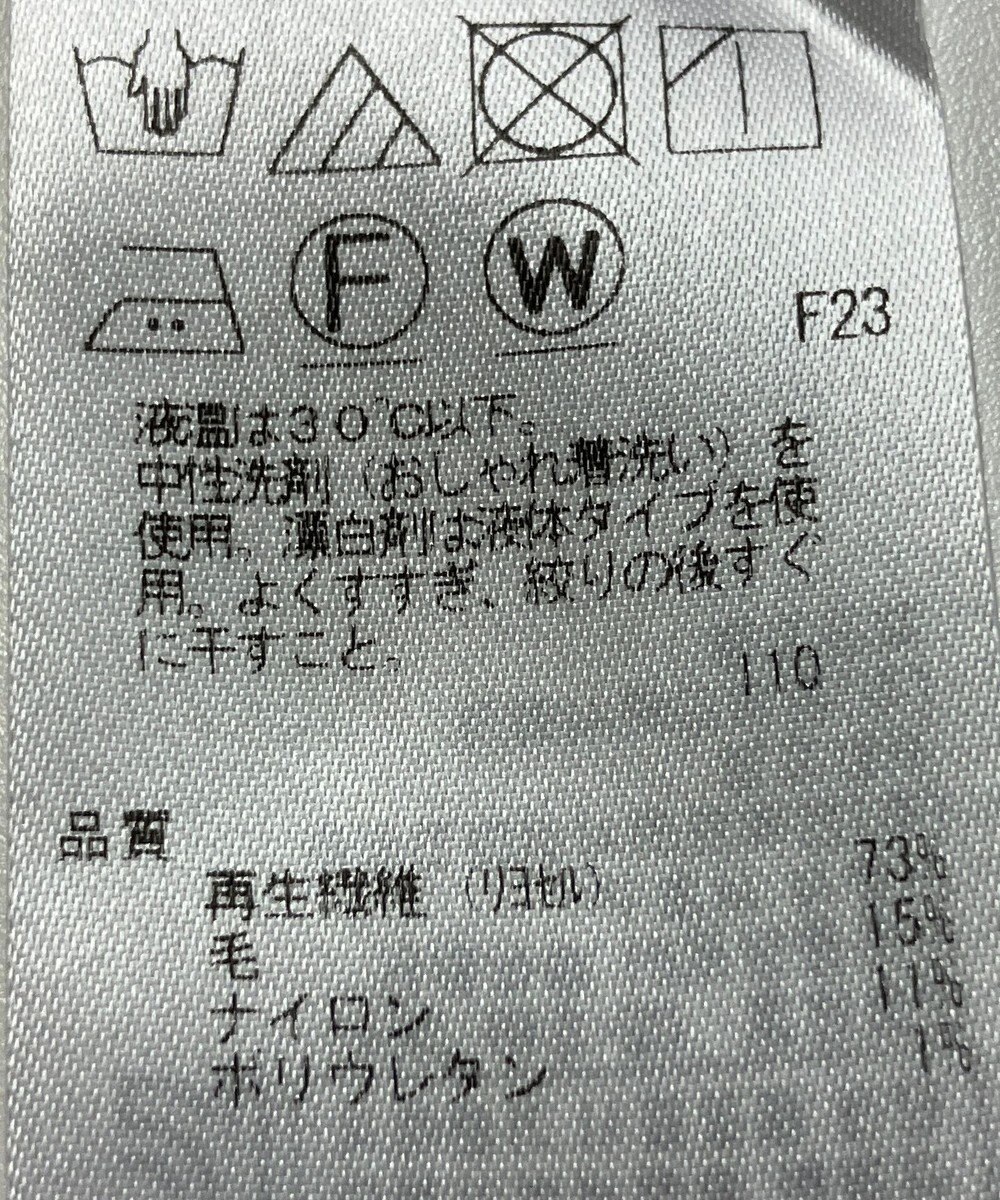 F
W
F23
液温は30℃以下。
中性洗剤（おしゃれ着洗い）を
使用。漂白剤は液体タイプを使
用。よくすすぎ、絞りの後すぐ
に干すこと。
110
品質
再生繊維（リヨセル） 73%
毛 15%
ナイロン 11%
ポリウレタン 1%